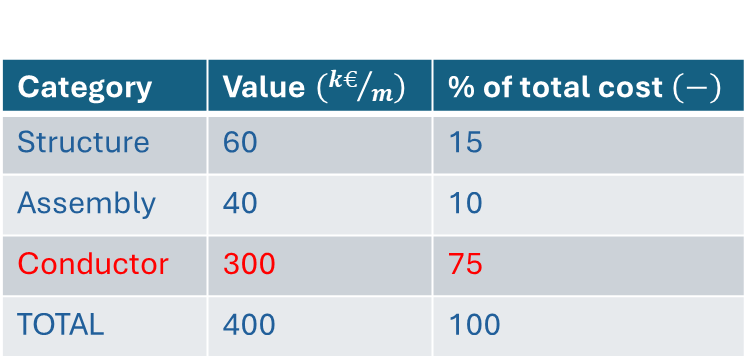 Category Value (k€/m) % of total cost (−)
Structure 60 15
Assembly 40 10
Conductor 300 75
TOTAL 400 100